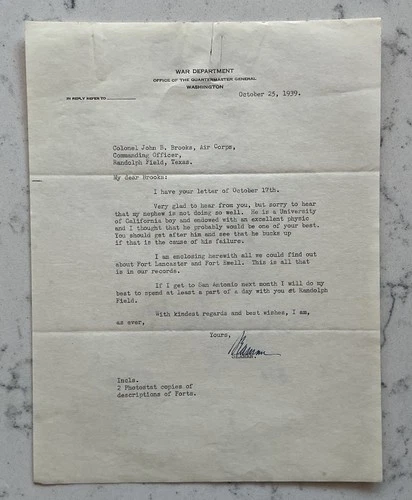 WAR DEPARTMENT
OFFICE OF THE QUARTERMASTER GENERAL
WASHINGTON
IN REPLY REFER TO
October 25, 1939.
Colonel John B. Brooks, Air Corps,
Commanding Officer,
Randolph Field, Texas.
My dear Brooks:
I have your letter of October 17th.
Very glad to hear from you, but sorry to hear
that my nephew is not doing so well. He is a University
of California boy and endowed with an excellent physic
and I thought that he probably would be one of your best.
You should get after him and see that he bucks up
if that is the cause of his failure.
I am enclosing herewith all we could find out
about Fort Lancaster and Fort Ewell. This is all that
is in our records.
If I get to San Antonio next month I will do my
best to spend at least a part of a day with you at Randolph
Field.
With kindest regards and best wishes, I am,
as ever,
Yours,
Incls.
2 Photostat copies of
descriptions of Forts.